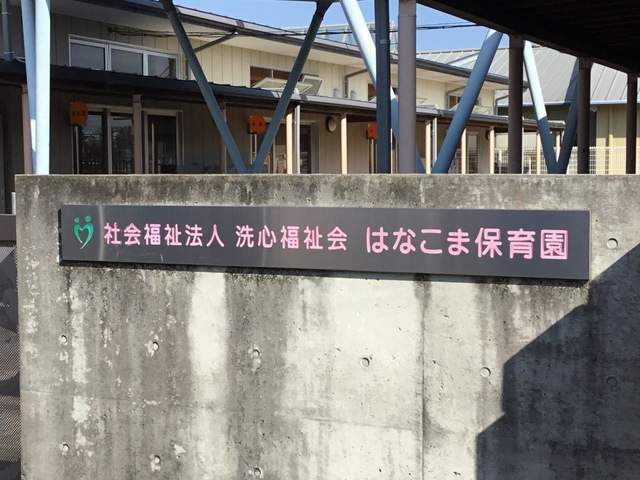 社会福祉法人 洗心福祉会 はなこま保育園